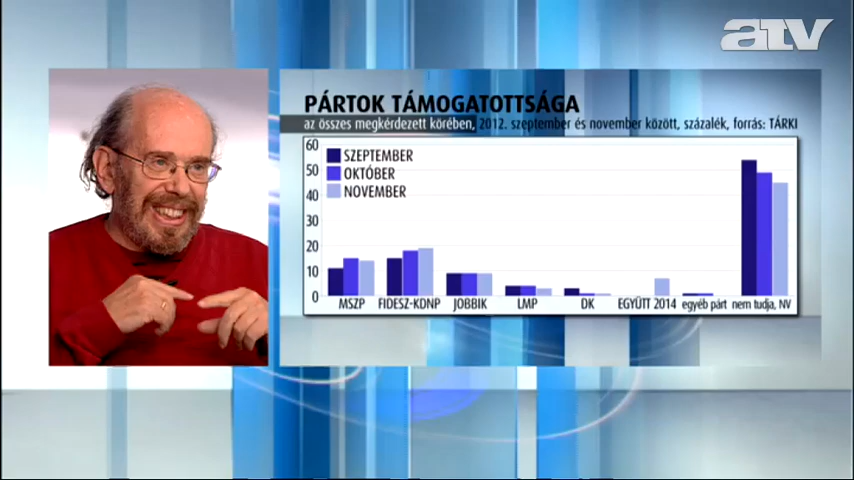 atv
PÁRTOK TÁMOGATOTTSÁGA
az összes megkérdezett körében, 2012. szeptember és november között, százalék, forrás: TÁRKI
60
50
40
30
20
10
0
SZEPTEMBER
OKTÓBER
NOVEMBER
MSZP FIDESZ-KDNP JOBBIK LMP DK EGYÜTT 2014 egyéb párt nem tudja, NV